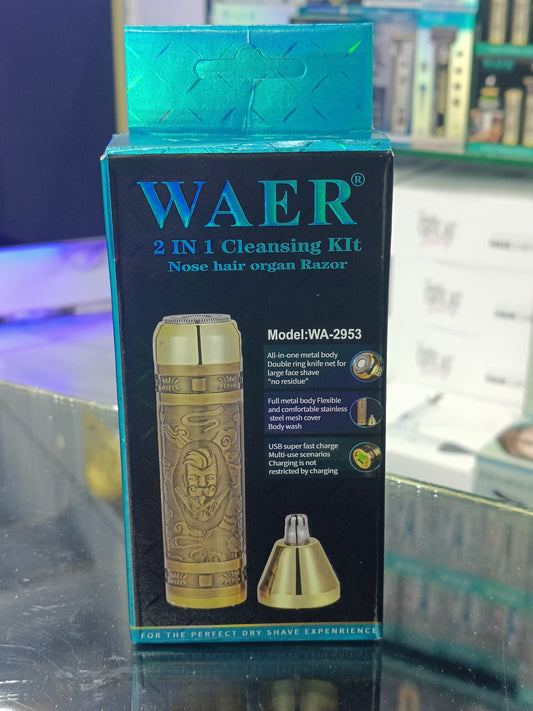 WAER
WAER®
2 IN 1 Cleansing KIt
Nose hair organ Razor
Model:WA-2953
All-in-one metal body
Double ring knife net for
large face shave
"no residue"
Full metal body Flexible
and comfortable stainless
steel mesh cover
Body wash
USB super fast charge
Multi-use scenarios
Charging is not
restricted by charging
FOR THE PERFECT DRY SHAVE EXPENRIENCE